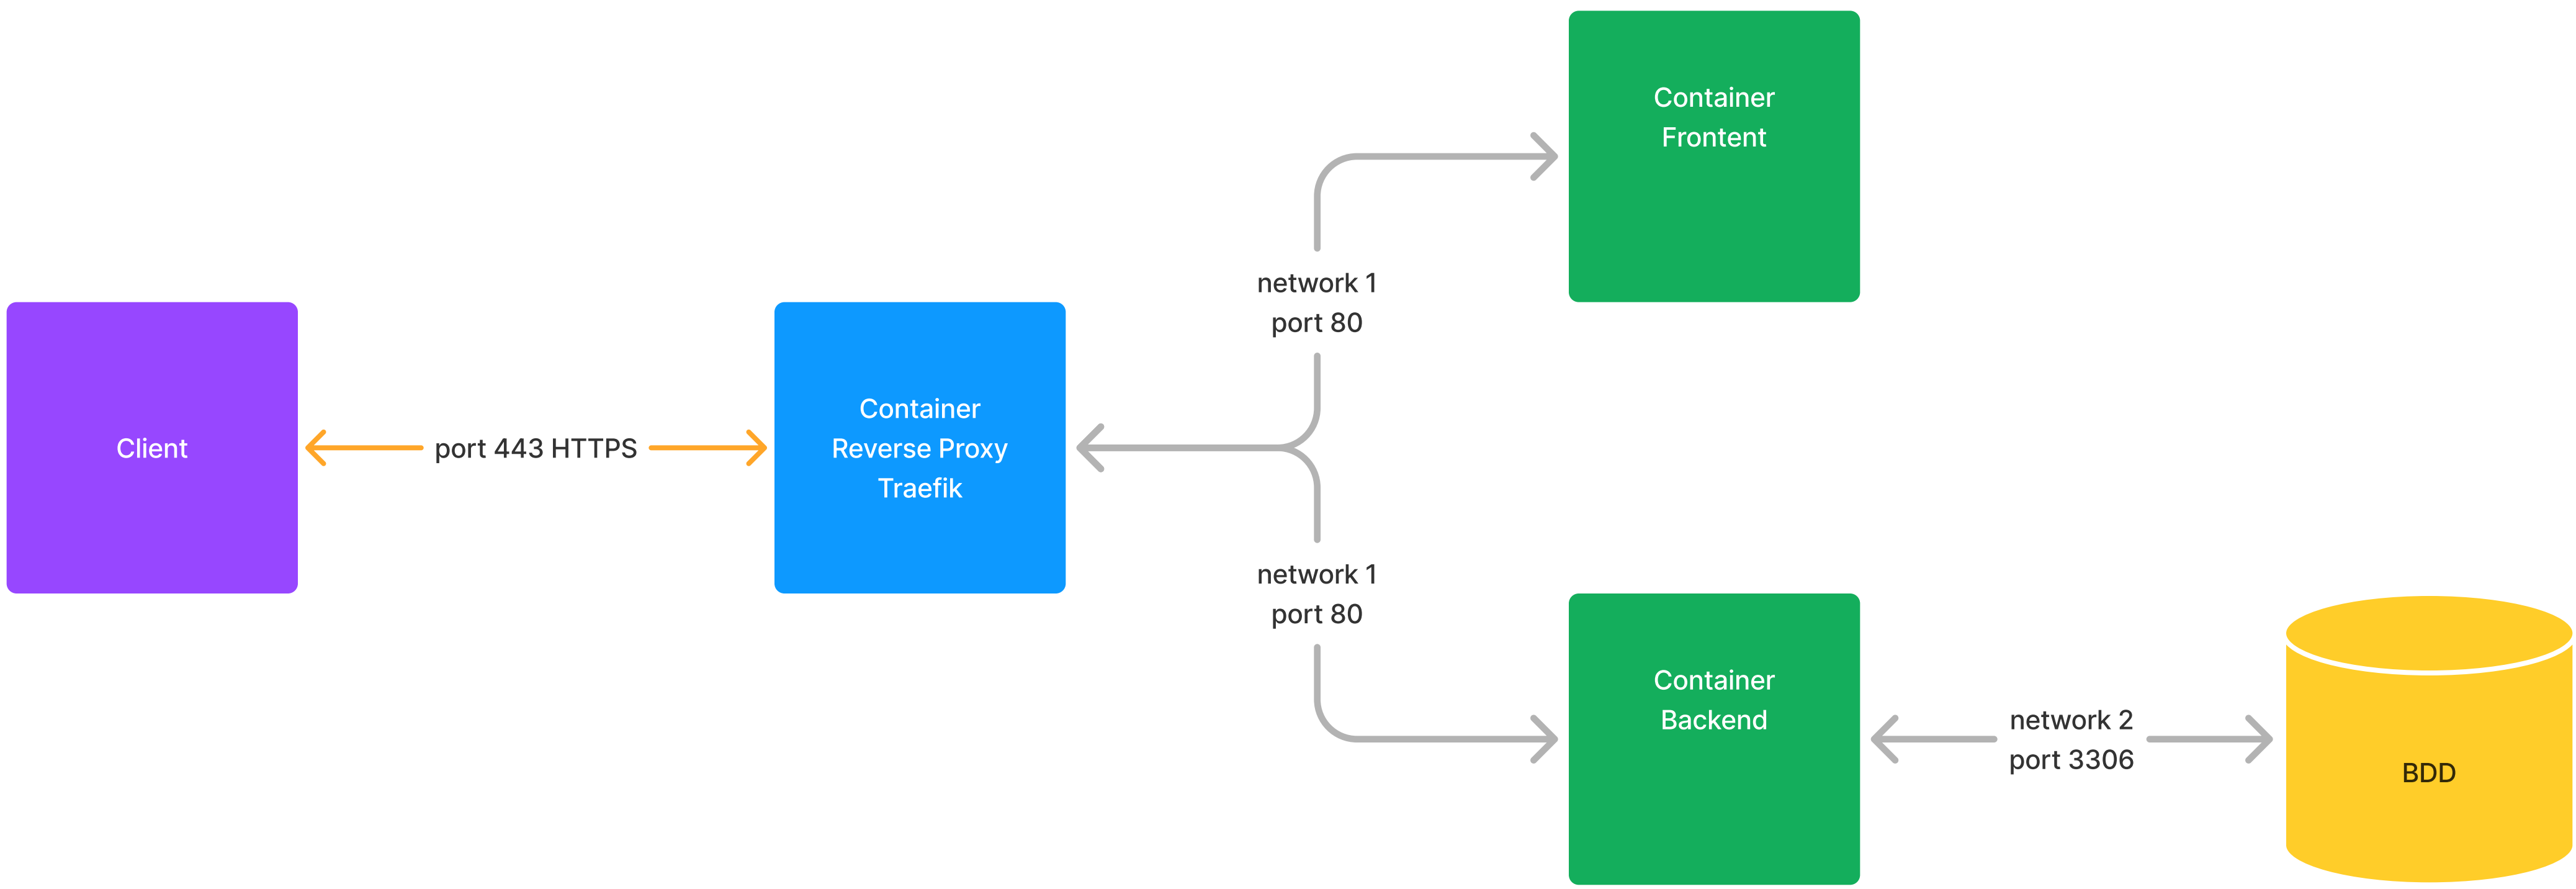 Client
port 443 HTTPS
Container
Reverse Proxy
Traefik
network 1
port 80
Container
Frontent
network 1
port 80
Container
Backend
network 2
port 3306
BDD